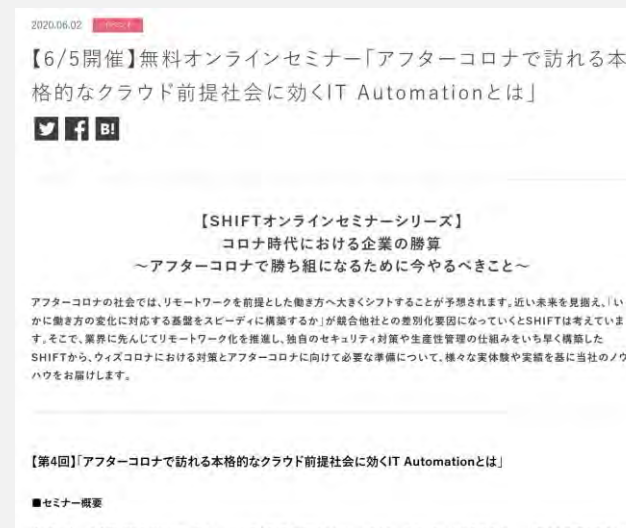 2020.06.02
【6/5開催】無料オンラインセミナー「アフターコロナで訪れる本
格的なクラウド前提社会に効くIT Automationとは」
B!
【SHIFTオンラインセミナーシリーズ】
コロナ時代における企業の勝算
～アフターコロナで勝ち組になるために今やるべきこと～
アフターコロナの社会では、リモートワークを前提とした働き方へ大きくシフトすることが予想されます。近い未来を見据え、「い
かに働き方の変化に対応する基盤をスピーディに構築するか」が競合他社との差別化要因になっていくとSHIFTは考えていま
す。そこで、業界に先んじてリモートワーク化を推進し、独自のセキュリティ対策や生産性管理の仕組みをいち早く構築した
SHIFTから、ウィズコロナにおける対策とアフターコロナに向けて必要な準備について、様々な実体験や実績を基に当社のノウ
ハウをお届けします。
【第4回】「アフターコロナで訪れる本格的なクラウド前提社会に効くIT Automationとは」
■セミナー概要